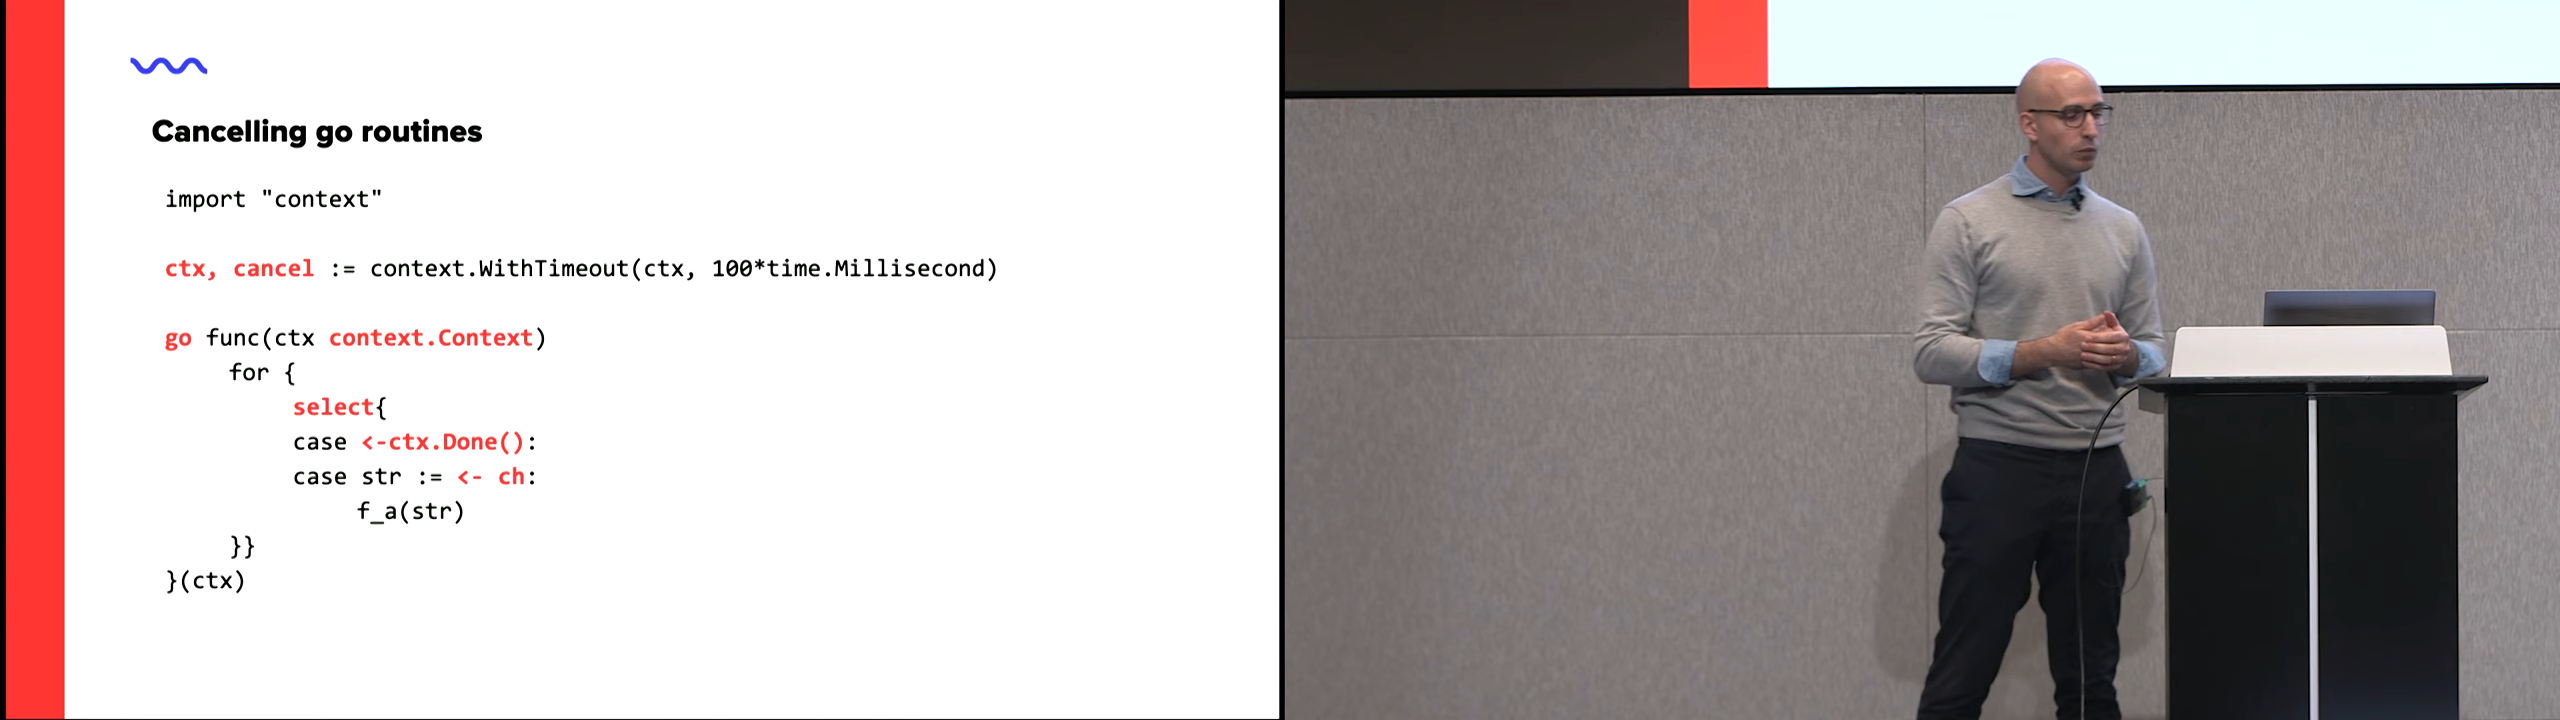 Cancelling go routines
import "context"
ctx, cancel := context.WithTimeout(ctx, 100*time.Millisecond)
go func(ctx context.Context)
for {
select{
case <-ctx.Done():
case str := <- ch:
f_a(str)
}}
}(ctx)